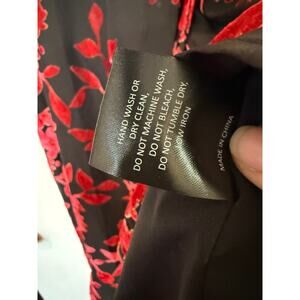 HAND WASH OR
DRY CLEAN,
DO NOT MACHINE WASH,
DO NOT BLEACH,
DO NOT TUMBLE DRY,
LOW IRON
MADE IN CHINA